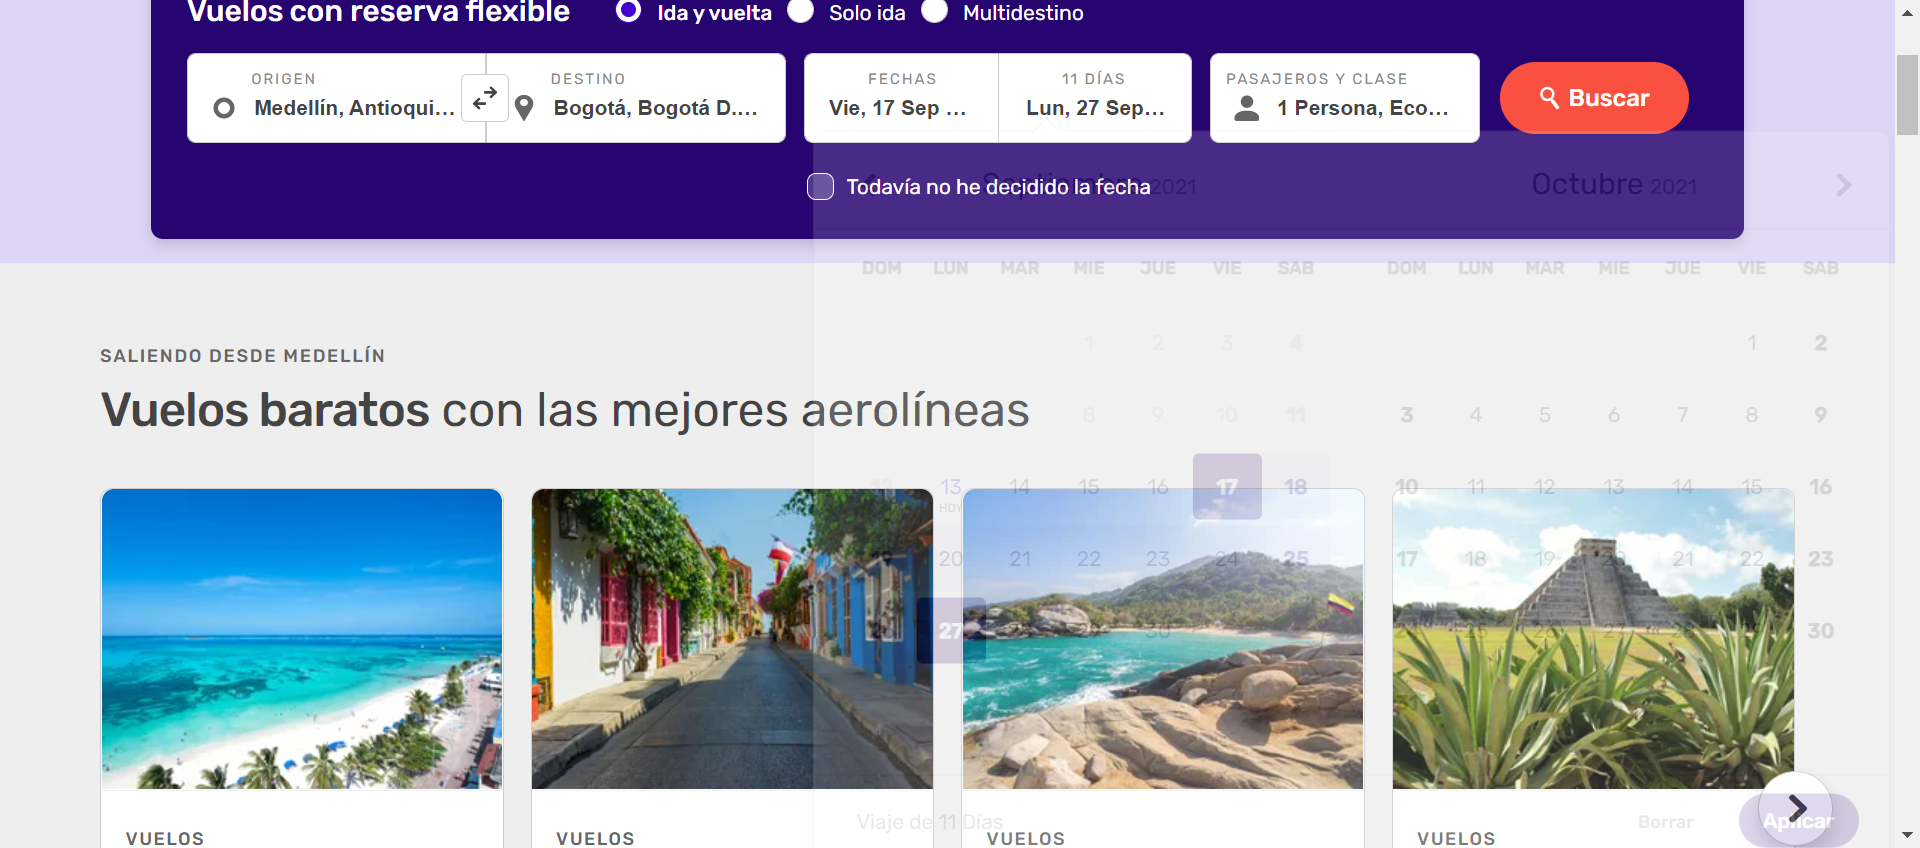 Vuelos con reserva flexible
Ida y vuelta
Solo ida
Multidestino
ORIGEN
Medellín, Antioqui...
DESTINO
Bogotá, Bogotá D....
FECHAS
Vie, 17 Sep ...
11 DÍAS
Lun, 27 Sep...
PASAJEROS Y CLASE
1 Persona, Eco...
Buscar
Todavía no he decidido la fecha
Septiembre 2021
Octubre 2021
DOM LUN MAR MIE JUE VIE SAB
DOM LUN MAR MIE JUE VIE SAB
1 2 3 4
1 2
8 9 10 11
3 4 5 6 7 8 9
12 13 14 15 16 17 18
HOY
10 11 12 13 14 15 16
19 20 21 22 23 24 25
17 18 19 20 21 22 23
27 30
25 26 27 28 30
SALIENDO DESDE MEDELLÍN
Vuelos baratos con las mejores aerolíneas
Viaje de 11 Días
Borrar
Aplicar
VUELOS
VUELOS
VUELOS
VUELOS